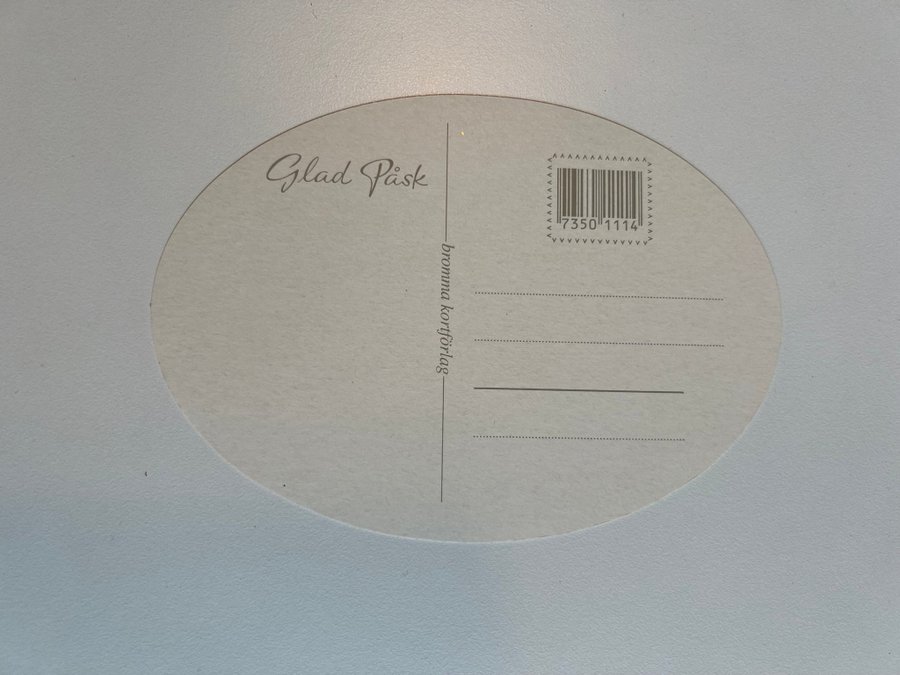 Glad Påsk
bromma kortförlag
7350 1114